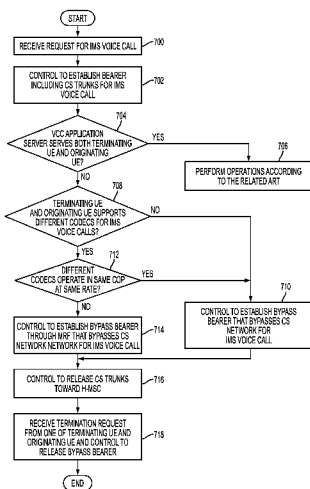 START
RECEIVE REQUEST FOR IMS VOICE CALL
700
CONTROL TO ESTABLISH BEARER
INCLUDING CS TRUNKS FOR IMS
VOICE CALL
702
704
VCC APPLICATION
SERVER SERVES BOTH TERMINATING
UE AND ORIGINATING
UE?
YES
706
PERFORM OPERATIONS ACCORDING
TO THE RELATED ART
NO
708
TERMINATING UE
AND ORIGINATING UE SUPPORTS
DIFFERENT CODECS FOR IMS
VOICE CALLS?
NO
YES
712
DIFFERENT
CODECS OPERATE IN SAME COP
AT SAME RATE?
YES
710
CONTROL TO ESTABLISH BYPASS
BEARER THAT BYPASSES CS
NETWORK FOR
IMS VOICE CALL
NO
CONTROL TO ESTABLISH BYPASS BEARER
THROUGH MRF THAT BYPASSES CS
NETWORK NETWORK FOR IMS VOICE CALL
714
CONTROL TO RELEASE CS TRUNKS
TOWARD H-MSC
716
RECEIVE TERMINATION REQUEST
FROM ONE OF TERMINATING UE AND
ORIGINATING UE AND CONTROL TO
RELEASE BYPASS BEARER
718
END